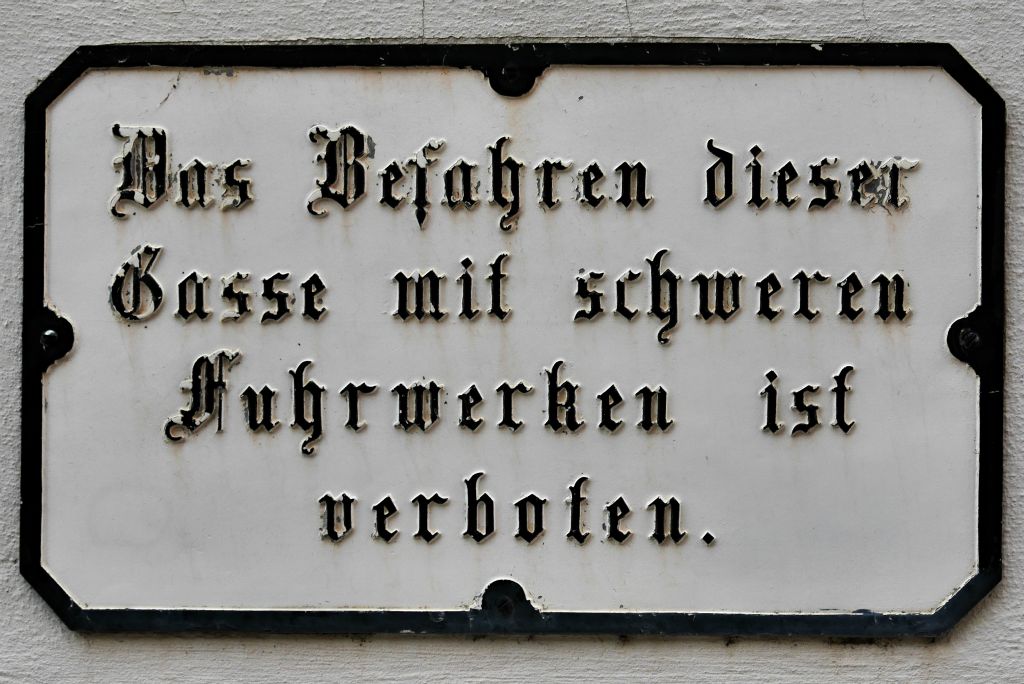 Das Befahren dieser
Gasse mit schweren
Fuhrwerken ist
verboten.